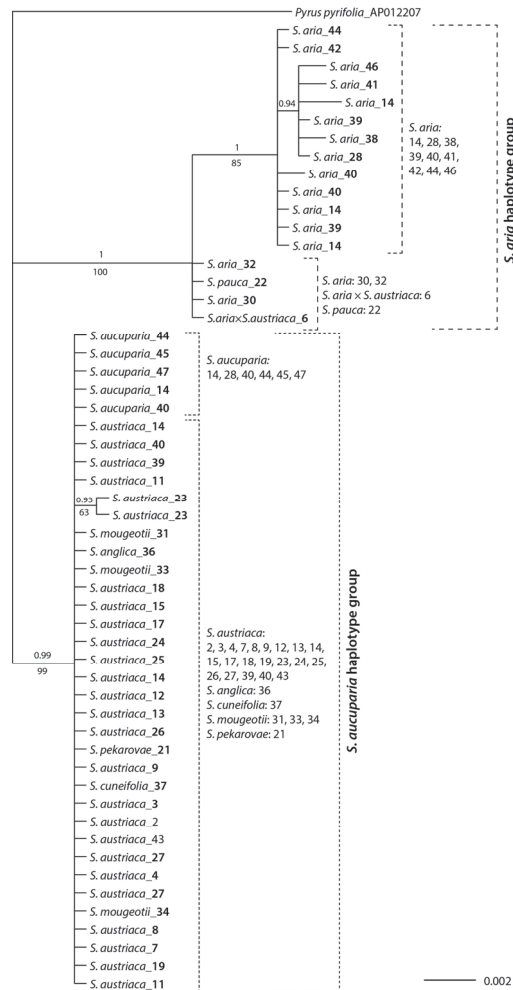 Pyrus pyrifolia_AP012207
S. aria_44
S. aria_42
S. aria_46
S. aria_41
0.94
S. aria_14
S. aria_39
S. aria_38
S. aria_28
1
85
S. aria_40
S. aria_40
S. aria_14
S. aria_39
S. aria_14
S. aria:
14, 28, 38,
39, 40, 41,
42, 44, 46
S. aria haplotype group
1
100
S. aria_32
S. pauca_22
S. aria_30
S.aria×S.austriaca_6
S. aria: 30, 32
S. aria × S. austriaca: 6
S. pauca: 22
S. aucuparia_44
S. aucuparia_45
S. aucuparia_47
S. aucuparia_14
S. aucuparia_40
S. aucuparia:
14, 28, 40, 44, 45, 47
S. austriaca_14
S. austriaca_40
S. austriaca_39
S. austriaca_11
0.93
63
S. austriaca_23
S. austriaca_23
S. mougeotii_31
S. anglica_36
S. mougeotii_33
S. austriaca_18
S. austriaca_15
S. austriaca_17
S. austriaca_24
S. austriaca_25
0.99
99
S. austriaca_14
S. austriaca_12
S. austriaca_13
S. austriaca_26
S. pekarovae_21
S. austriaca_9
S. cuneifolia_37
S. austriaca_3
S. austriaca_2
S. austriaca_43
S. austriaca_27
S. austriaca_4
S. austriaca_27
S. mougeotii_34
S. austriaca_8
S. austriaca_7
S. austriaca_19
S. austriaca_11
S. austriaca:
2, 3, 4, 7, 8, 9, 12, 13, 14,
15, 17, 18, 19, 23, 24, 25,
26, 27, 39, 40, 43
S. anglica: 36
S. cuneifolia: 37
S. mougeotii: 31, 33, 34
S. pekarovae: 21
S. aucuparia haplotype group
0.002